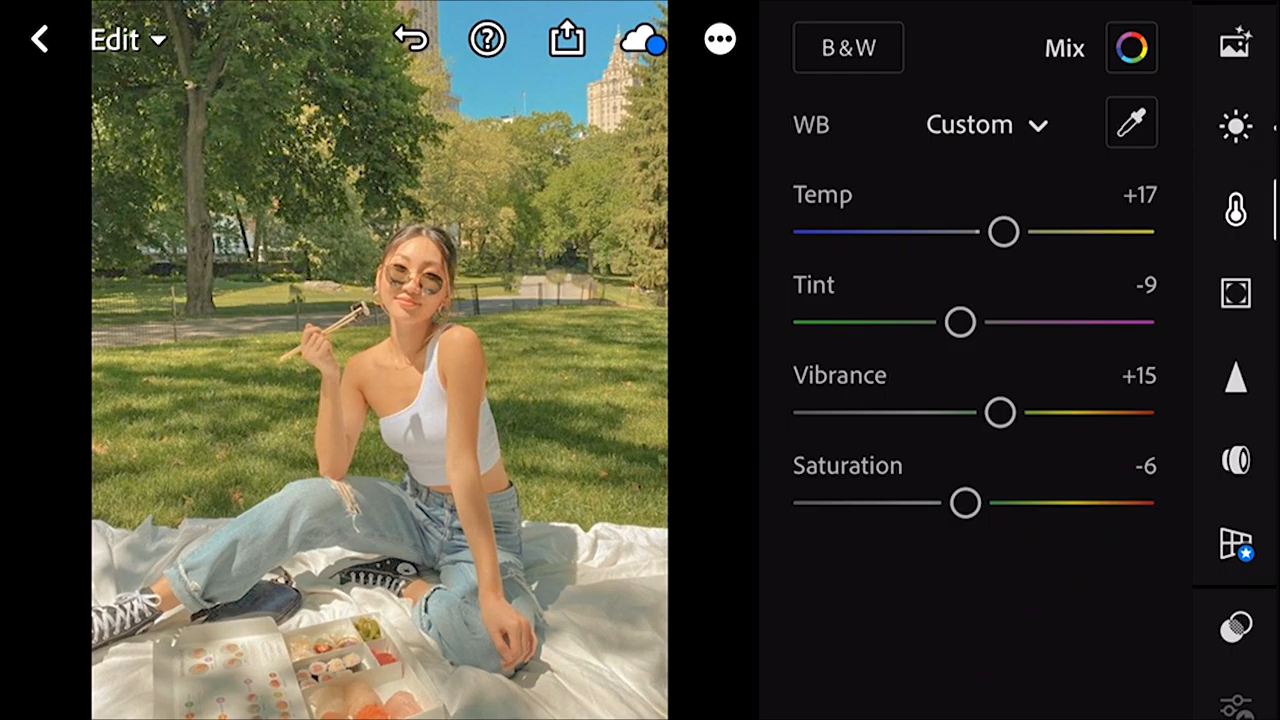 Edit
B&W
Mix
WB
Custom
Temp
+17
Tint
-9
Vibrance
+15
Saturation
-6